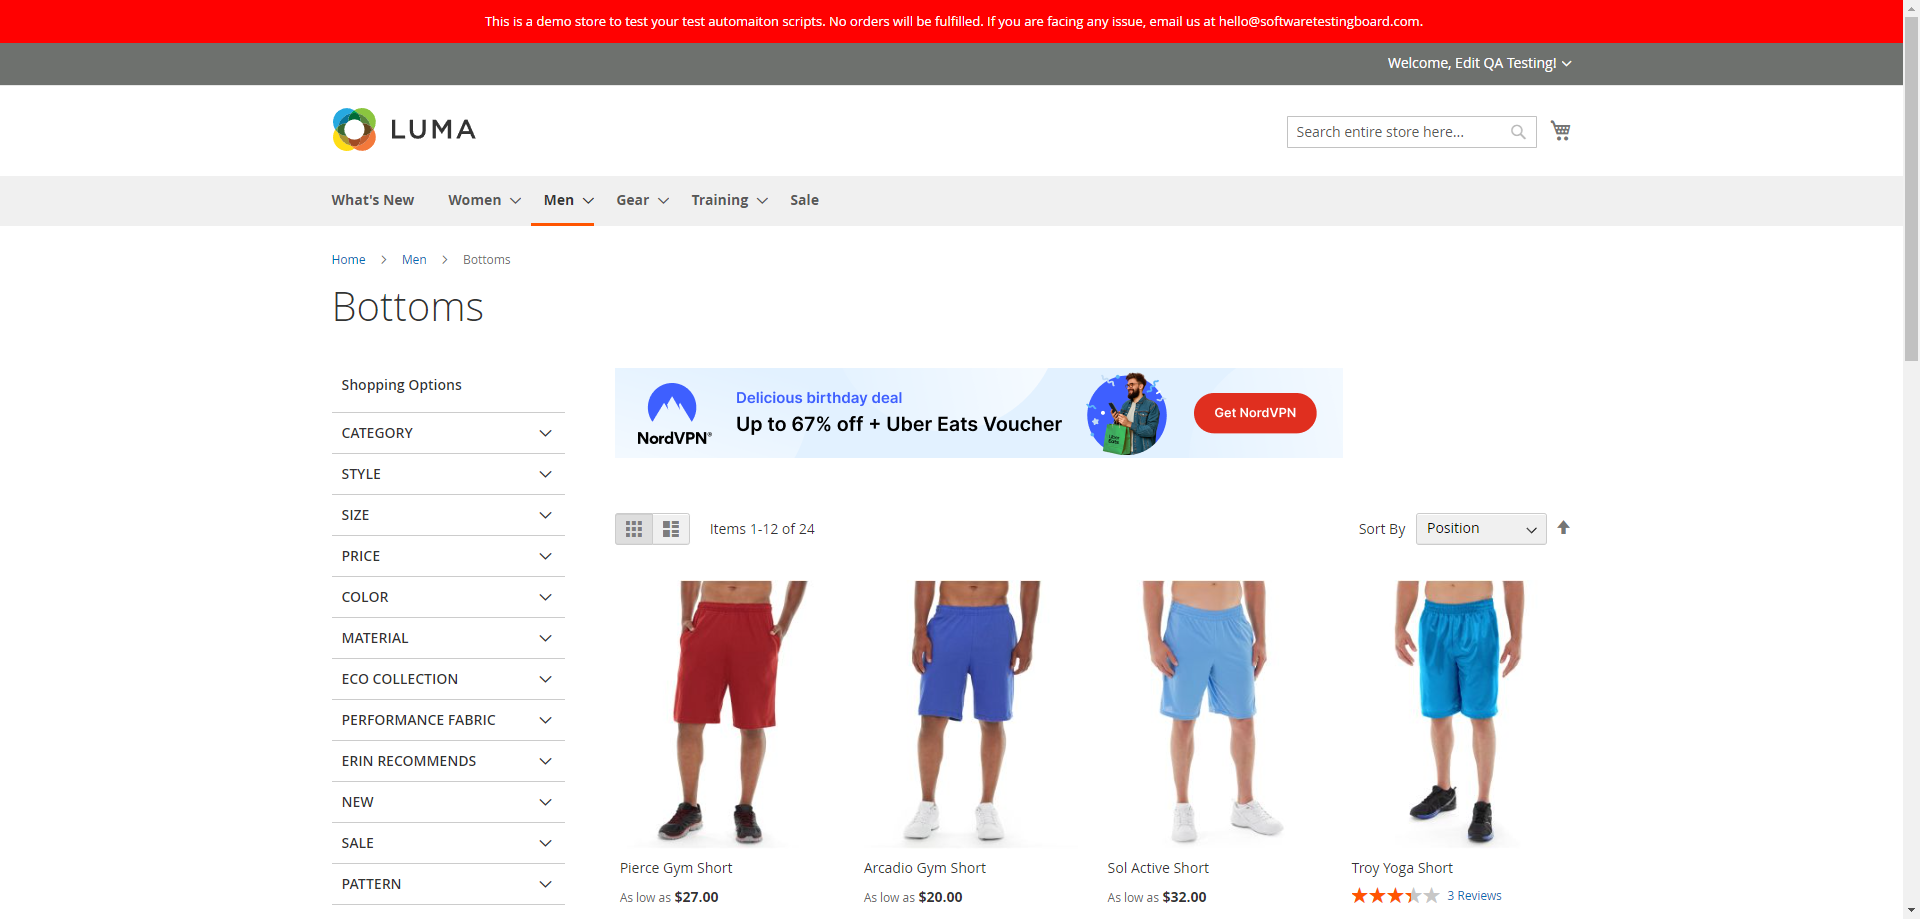 This is a demo store to test your test automaiton scripts. No orders will be fulfilled. If you are facing any issue, email us at hello@softwaretestingboard.com.
Welcome, Edit QA Testing!
LUMA
Search entire store here...
What's New Women Men Gear Training Sale
Home > Men > Bottoms
Bottoms
Shopping Options
CATEGORY
STYLE
SIZE
PRICE
COLOR
MATERIAL
ECO COLLECTION
PERFORMANCE FABRIC
ERIN RECOMMENDS
NEW
SALE
PATTERN
NordVPN®
Delicious birthday deal
Up to 67% off + Uber Eats Voucher
Uber
Eats
Get NordVPN
Items 1-12 of 24
Sort By Position
Pierce Gym Short
As low as $27.00
Arcadio Gym Short
As low as $20.00
Sol Active Short
As low as $32.00
Troy Yoga Short
3 Reviews